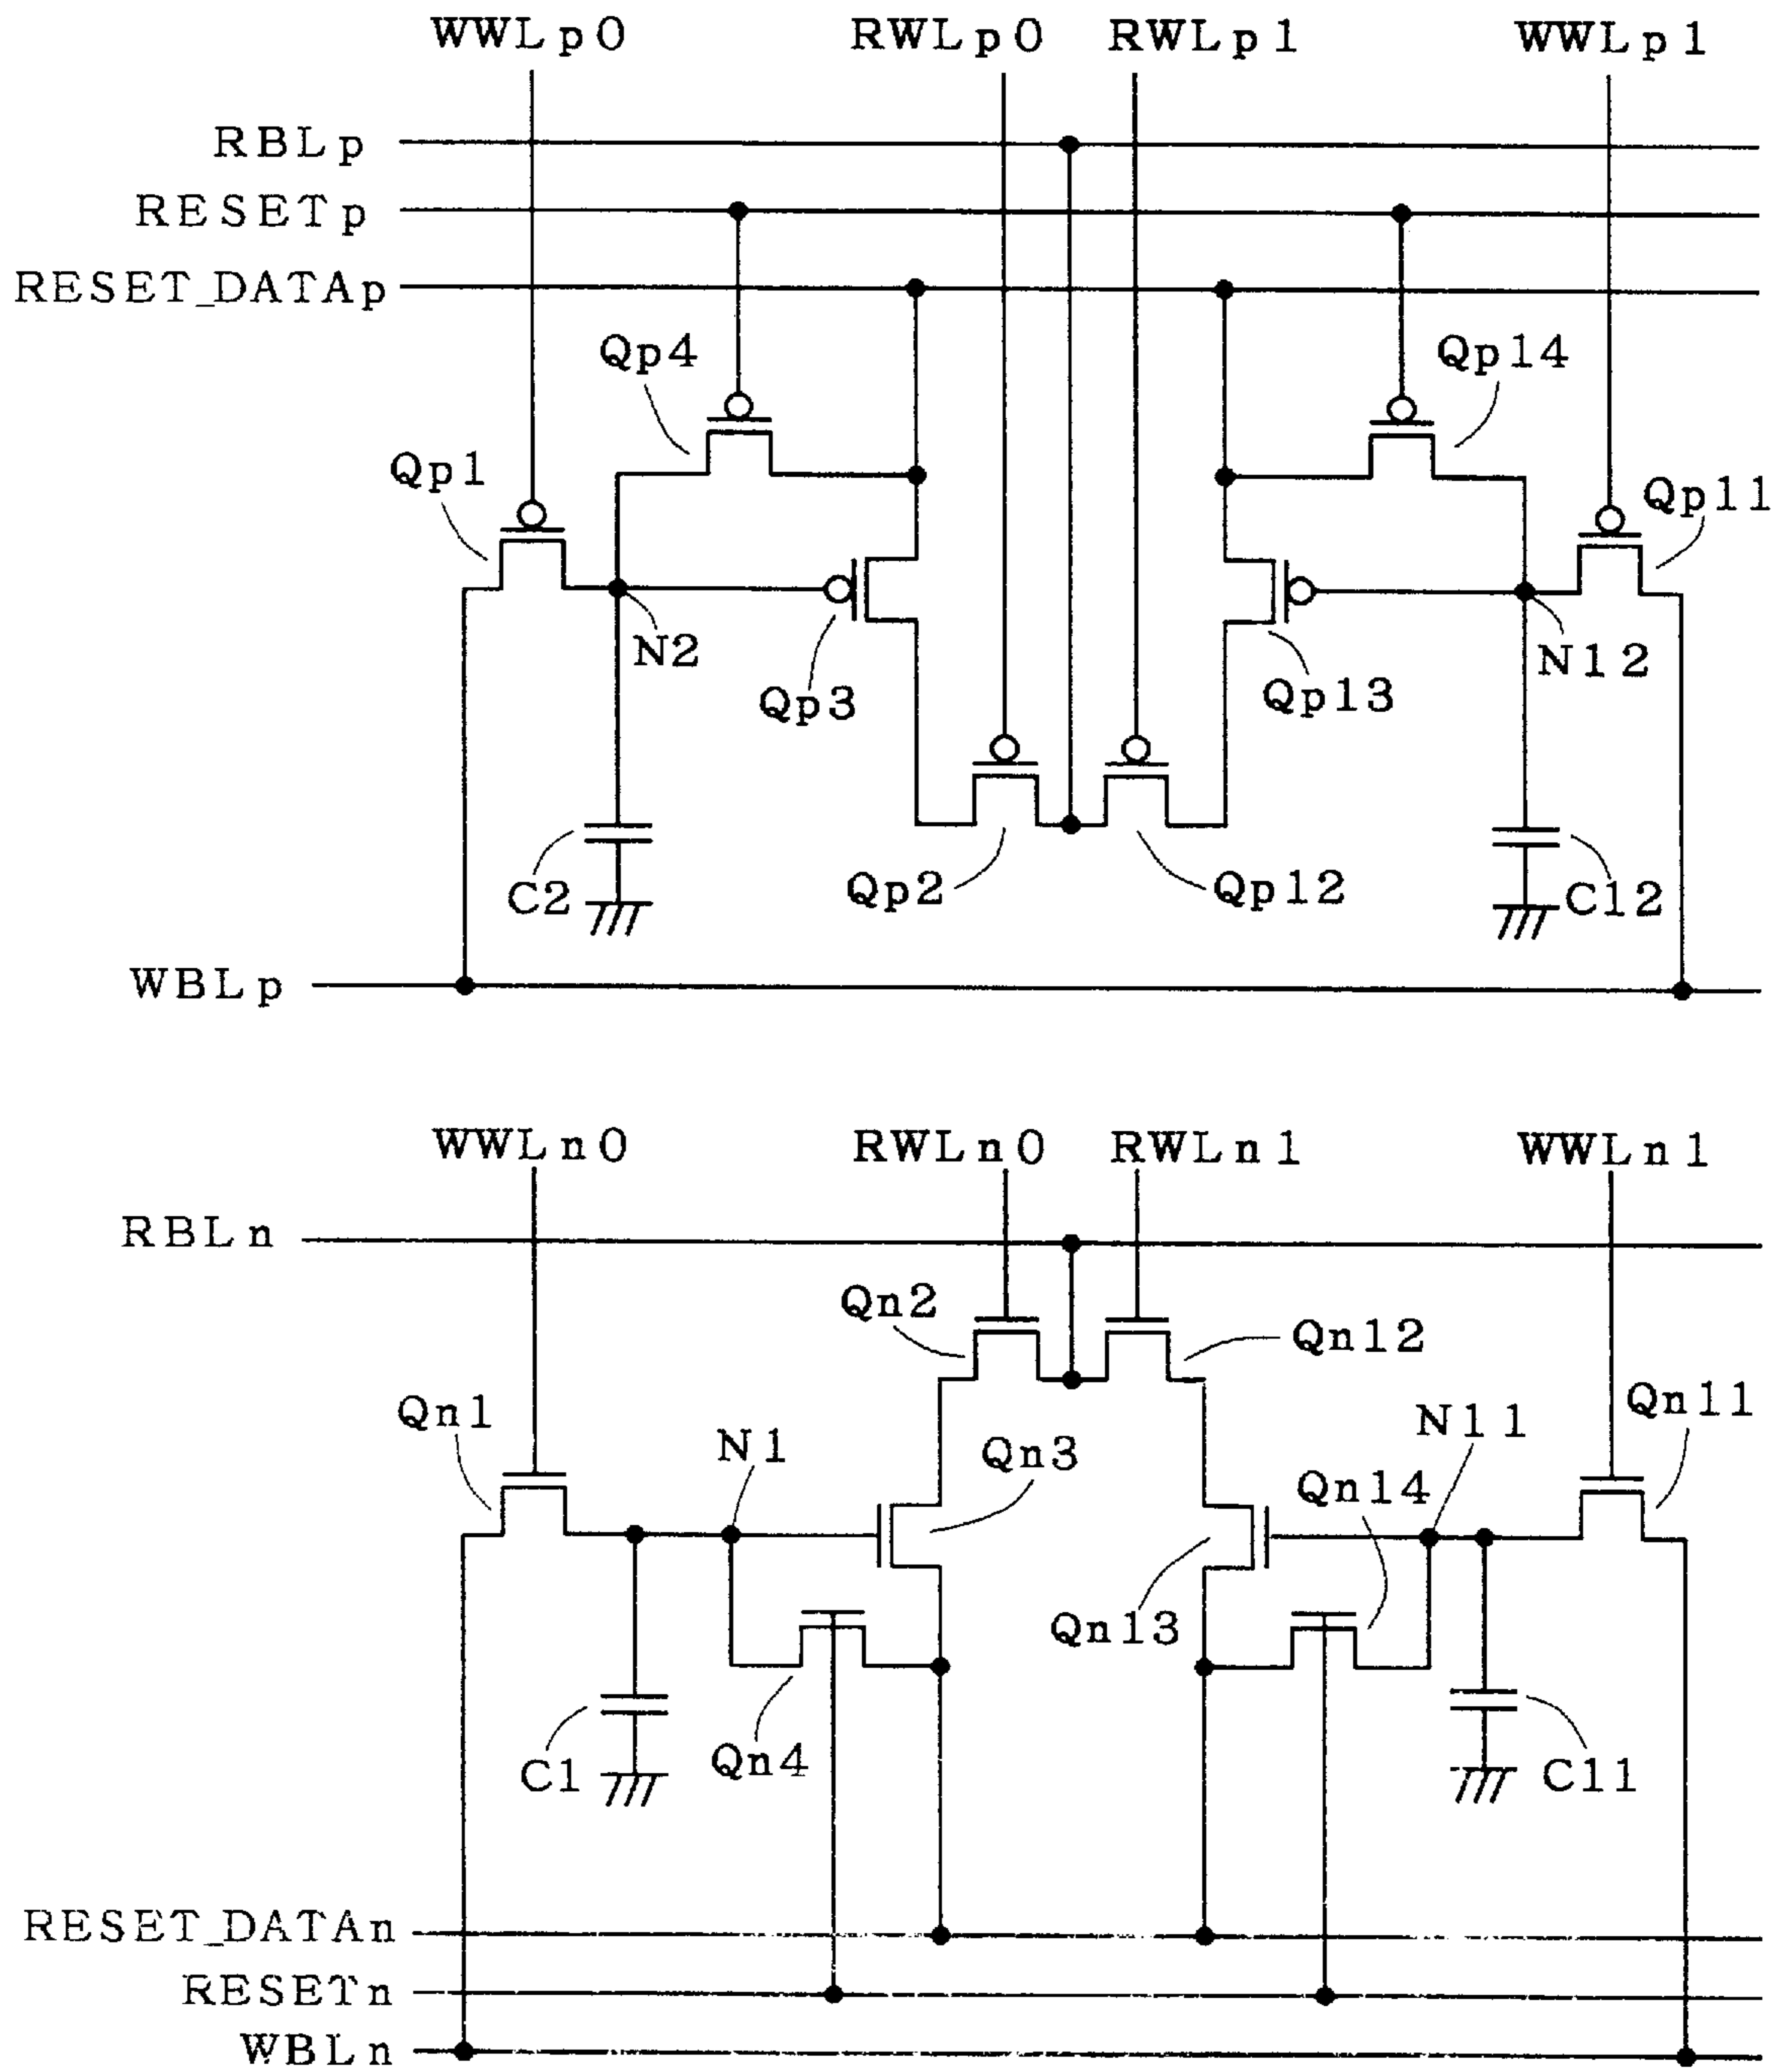 WWLp0 RWLp0 RWLp1 WWLp1
RBLp
RESETp
RESET_DATAp
Qp4 Qp14
Qp1 Qp11
N2 N12
Qp3 Qp13
C2 Qp2 Qp12 C12
WBLp
WWLn0 RWLn0 RWLn1 WWLn1
RBLn
Qn2 Qn12
Qn1 N1 Qn3 N11 Qn11
Qn14
Qn13
C1 Qn4 C11
RESET_DATAn
RESETn
WBLn